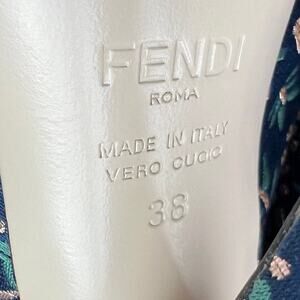 FENDI
ROMA
MADE IN ITALY
VERO CUOIO
38